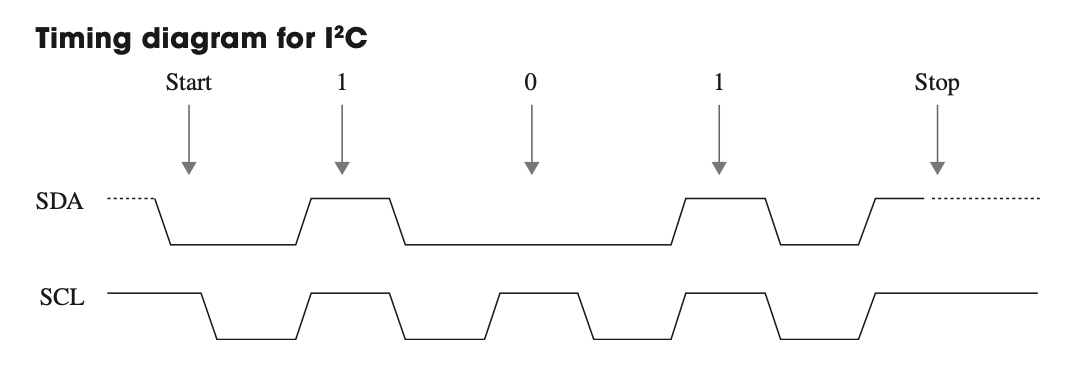 Timing diagram for I²C
Start 1 0 1 Stop
SDA
SCL